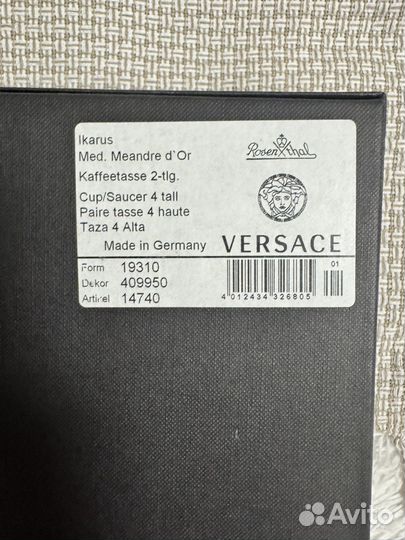 Ikarus
Med. Meandre d`Or
Kaffeetasse 2-tlg.
Cup/Saucer 4 tall
Paire tasse 4 haute
Taza 4 Alta
Made in Germany
Form 19310
Dekor 409950
Artikel 14740
Rosenthal
VERSACE
01
4 012434 326805
Avito